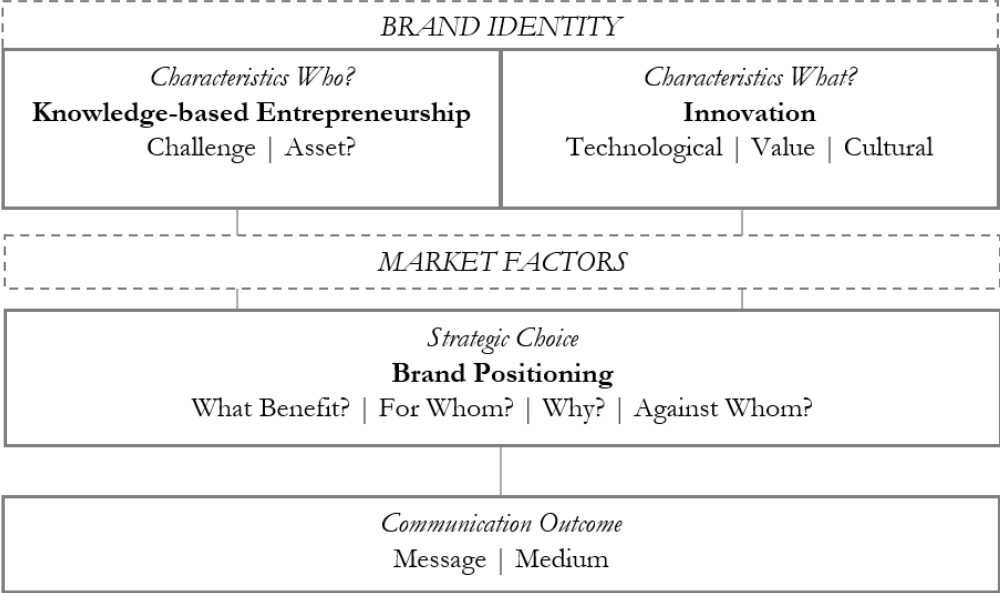 BRAND IDENTITY
Characteristics Who?
Knowledge-based Entrepreneurship
Challenge | Asset?
Characteristics What?
Innovation
Technological | Value | Cultural
MARKET FACTORS
Strategic Choice
Brand Positioning
What Benefit? | For Whom? | Why? | Against Whom?
Communication Outcome
Message | Medium